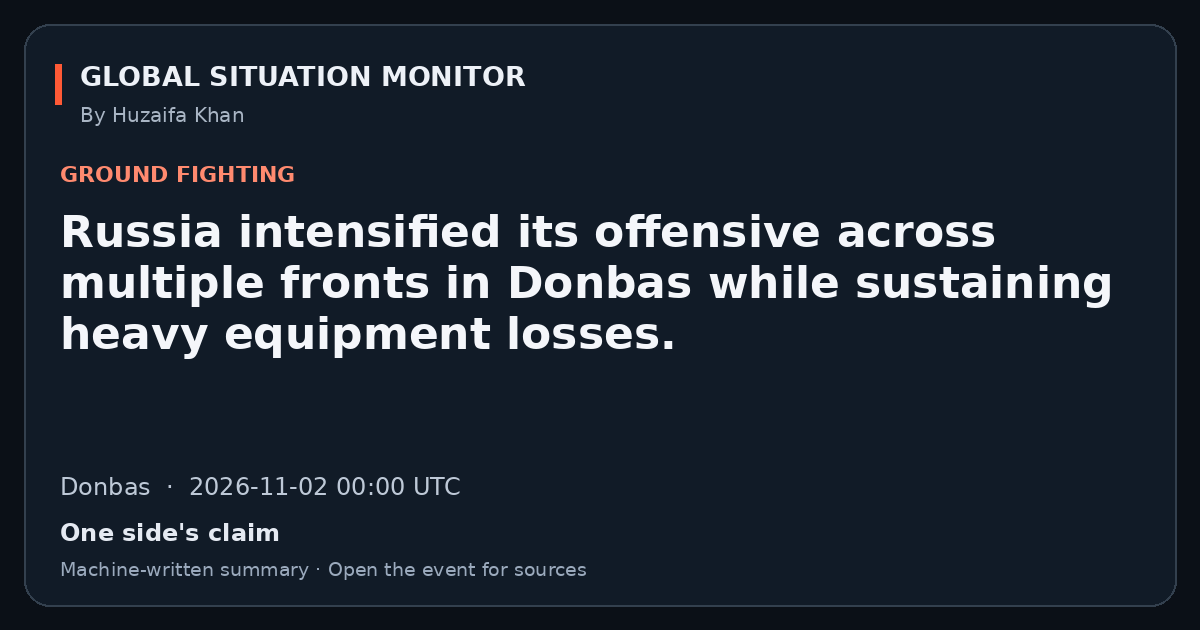 GLOBAL SITUATION MONITOR
By Huzaifa Khan
GROUND FIGHTING
Russia intensified its offensive across
multiple fronts in Donbas while sustaining
heavy equipment losses.
Donbas · 2026-11-02 00:00 UTC
One side's claim
Machine-written summary · Open the event for sources